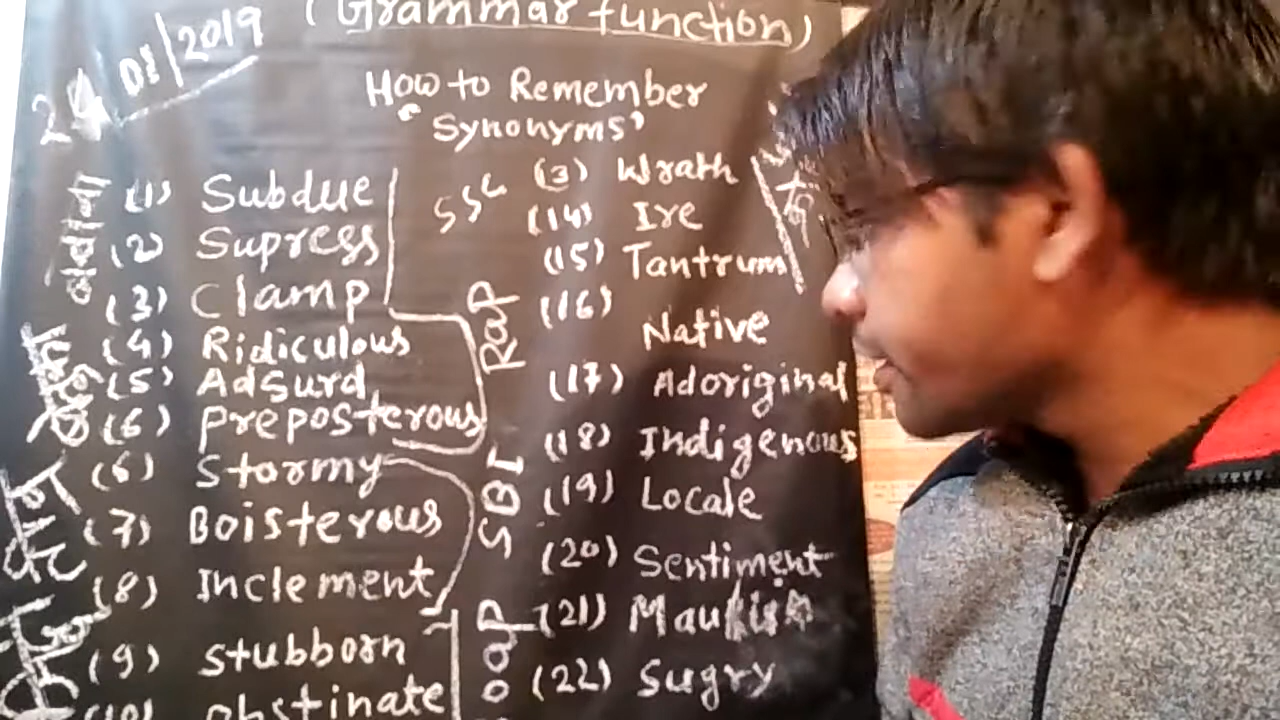 (Grammar function)
24/01/2019
How to Remember
"Synonyms"
(1) Subdue
(2) Supress
(3) Clamp
(4) Ridiculous
(5) Adsurd
(6) Preposterous
(6) Stormy
(7) Boisterous
(8) Inclement
(9) Stubborn
(10) obstinate
SSC
RaP
SBI
(3) Wrath
(14) Ire
(15) Tantrum
(16)
Native
(17) Adoriginal
(18) Indigenous
(19) Locale
(20) Sentiment
(21)
(22) Sugry